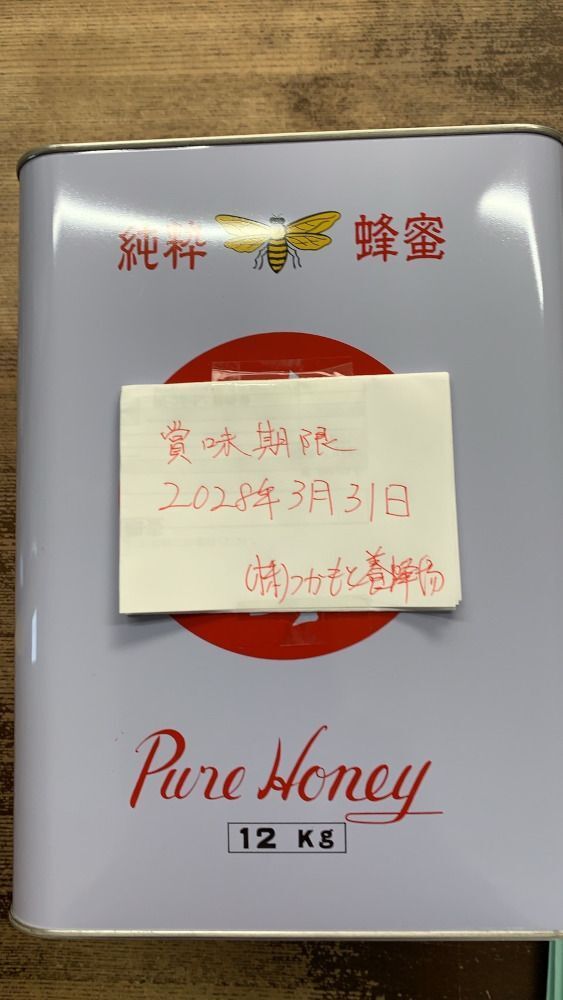 純粋 蜂蜜
賞味期限
2028年3月31日
(株)つかもと養蜂場
Pure Honey
12 Kg